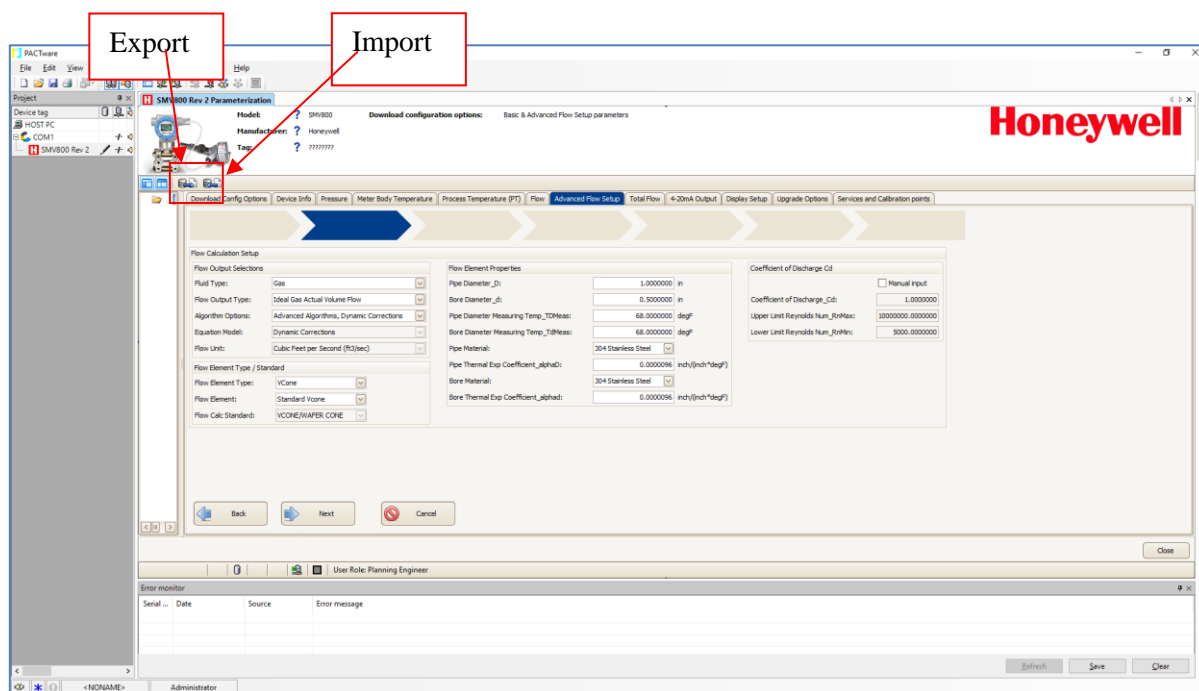 Export
Import
PACTware
File Edit View Help
Project
SMV800 Rev 2 Parameterization
Device tag
HOST PC
COM1
SMV800 Rev 2
Model: ? SMV800 Download configuration options: Basic & Advanced Flow Setup parameters
Manufacturer: ? Honeywell
Tag: ? ????????
Honeywell
Download Config Options Device Info Pressure Meter Body Temperature Process Temperature (PT) Flow Advanced Flow Setup Total Flow 4-20mA Output Display Setup Upgrade Options Services and Calibration points
Flow Calculation Setup
Flow Output Selections
Fluid Type: Gas
Flow Output Type: Ideal Gas Actual Volume Flow
Algorithm Options: Advanced Algorithms, Dynamic Corrections
Equation Model: Dynamic Corrections
Flow Unit: Cubic Feet per Second (ft3/sec)
Flow Element Type / Standard
Flow Element Type: VCone
Flow Element: Standard Vcone
Flow Calc Standard: VCONE/WAFER CONE
Flow Element Properties
Pipe Diameter_D: 1.0000000 in
Bore Diameter_d: 0.5000000 in
Pipe Diameter Measuring Temp_TDMeas: 68.0000000 degF
Bore Diameter Measuring Temp_TdMeas: 68.0000000 degF
Pipe Material: 304 Stainless Steel
Pipe Thermal Exp Coefficient_alphaD: 0.0000096 inch/(inch*degF)
Bore Material: 304 Stainless Steel
Bore Thermal Exp Coefficient_alphad: 0.0000096 inch/(inch*degF)
Coefficient of Discharge Cd
Manual input
Coefficient of Discharge_Cd: 1.0000000
Upper Limit Reynolds Num_RnMax: 10000000.0000000
Lower Limit Reynolds Num_RnMin: 5000.0000000
Back Next Cancel
Close
User Role: Planning Engineer
Error monitor
Serial ... Date Source Error message
Refresh Save Clear
<NONAME> Administrator